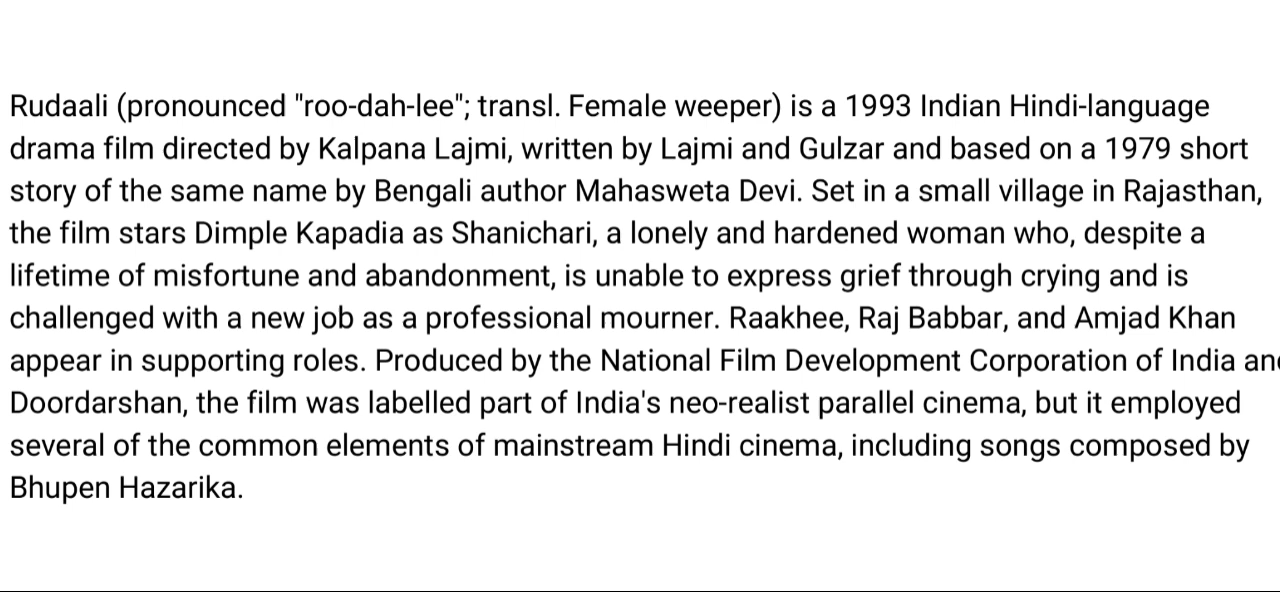 Rudaali (pronounced "roo-dah-lee"; transl. Female weeper) is a 1993 Indian Hindi-language
drama film directed by Kalpana Lajmi, written by Lajmi and Gulzar and based on a 1979 short
story of the same name by Bengali author Mahasweta Devi. Set in a small village in Rajasthan,
the film stars Dimple Kapadia as Shanichari, a lonely and hardened woman who, despite a
lifetime of misfortune and abandonment, is unable to express grief through crying and is
challenged with a new job as a professional mourner. Raakhee, Raj Babbar, and Amjad Khan
appear in supporting roles. Produced by the National Film Development Corporation of India and
Doordarshan, the film was labelled part of India's neo-realist parallel cinema, but it employed
several of the common elements of mainstream Hindi cinema, including songs composed by
Bhupen Hazarika.